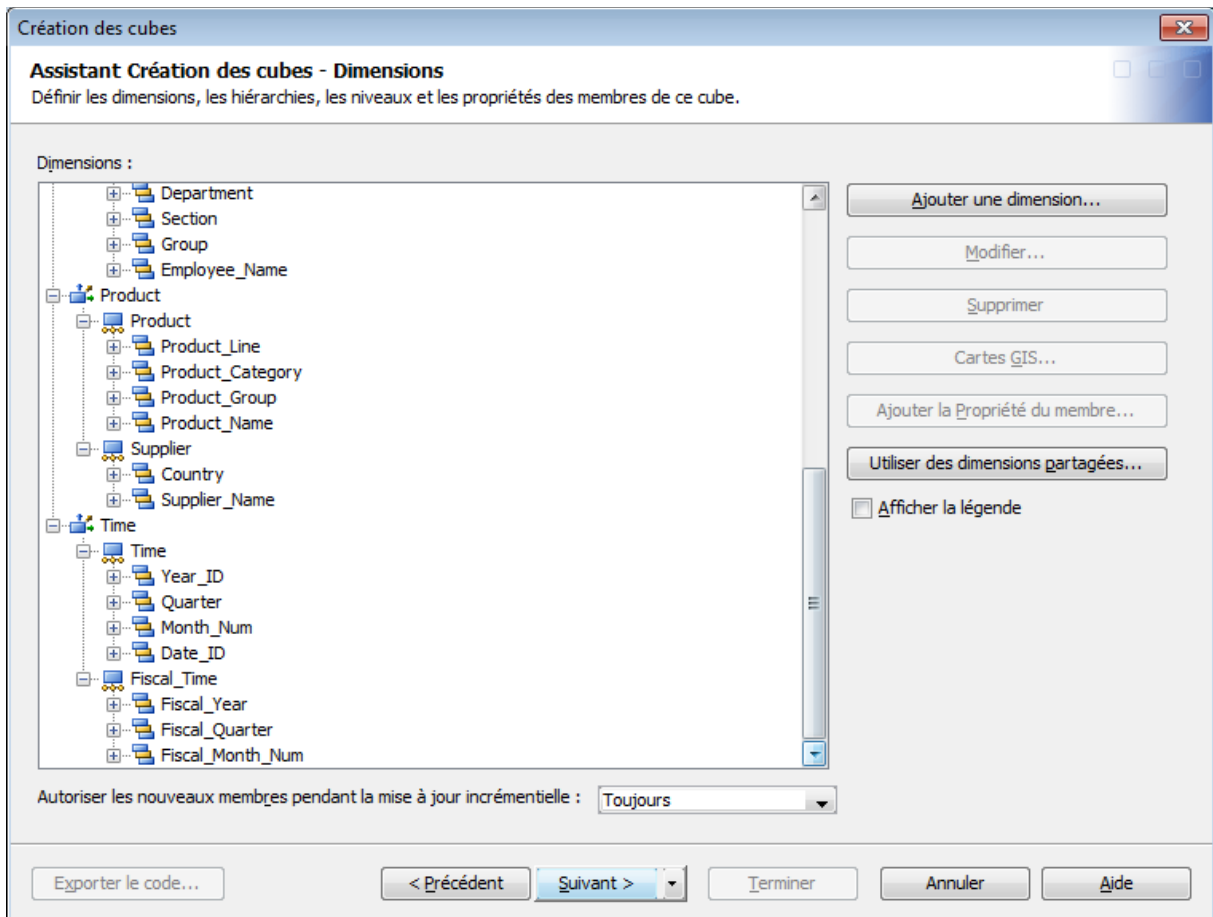 Création des cubes
Assistant Création des cubes - Dimensions
Définir les dimensions, les hiérarchies, les niveaux et les propriétés des membres de ce cube.
Dimensions :
Department
Section
Group
Employee_Name
Product
Product
Product_Line
Product_Category
Product_Group
Product_Name
Supplier
Country
Supplier_Name
Time
Time
Year_ID
Quarter
Month_Num
Date_ID
Fiscal_Time
Fiscal_Year
Fiscal_Quarter
Fiscal_Month_Num
Ajouter une dimension...
Modifier...
Supprimer
Cartes GIS...
Ajouter la Propriété du membre...
Utiliser des dimensions partagées...
Afficher la légende
Autoriser les nouveaux membres pendant la mise à jour incrémentielle : Toujours
Exporter le code... < Précédent Suivant > Terminer Annuler Aide